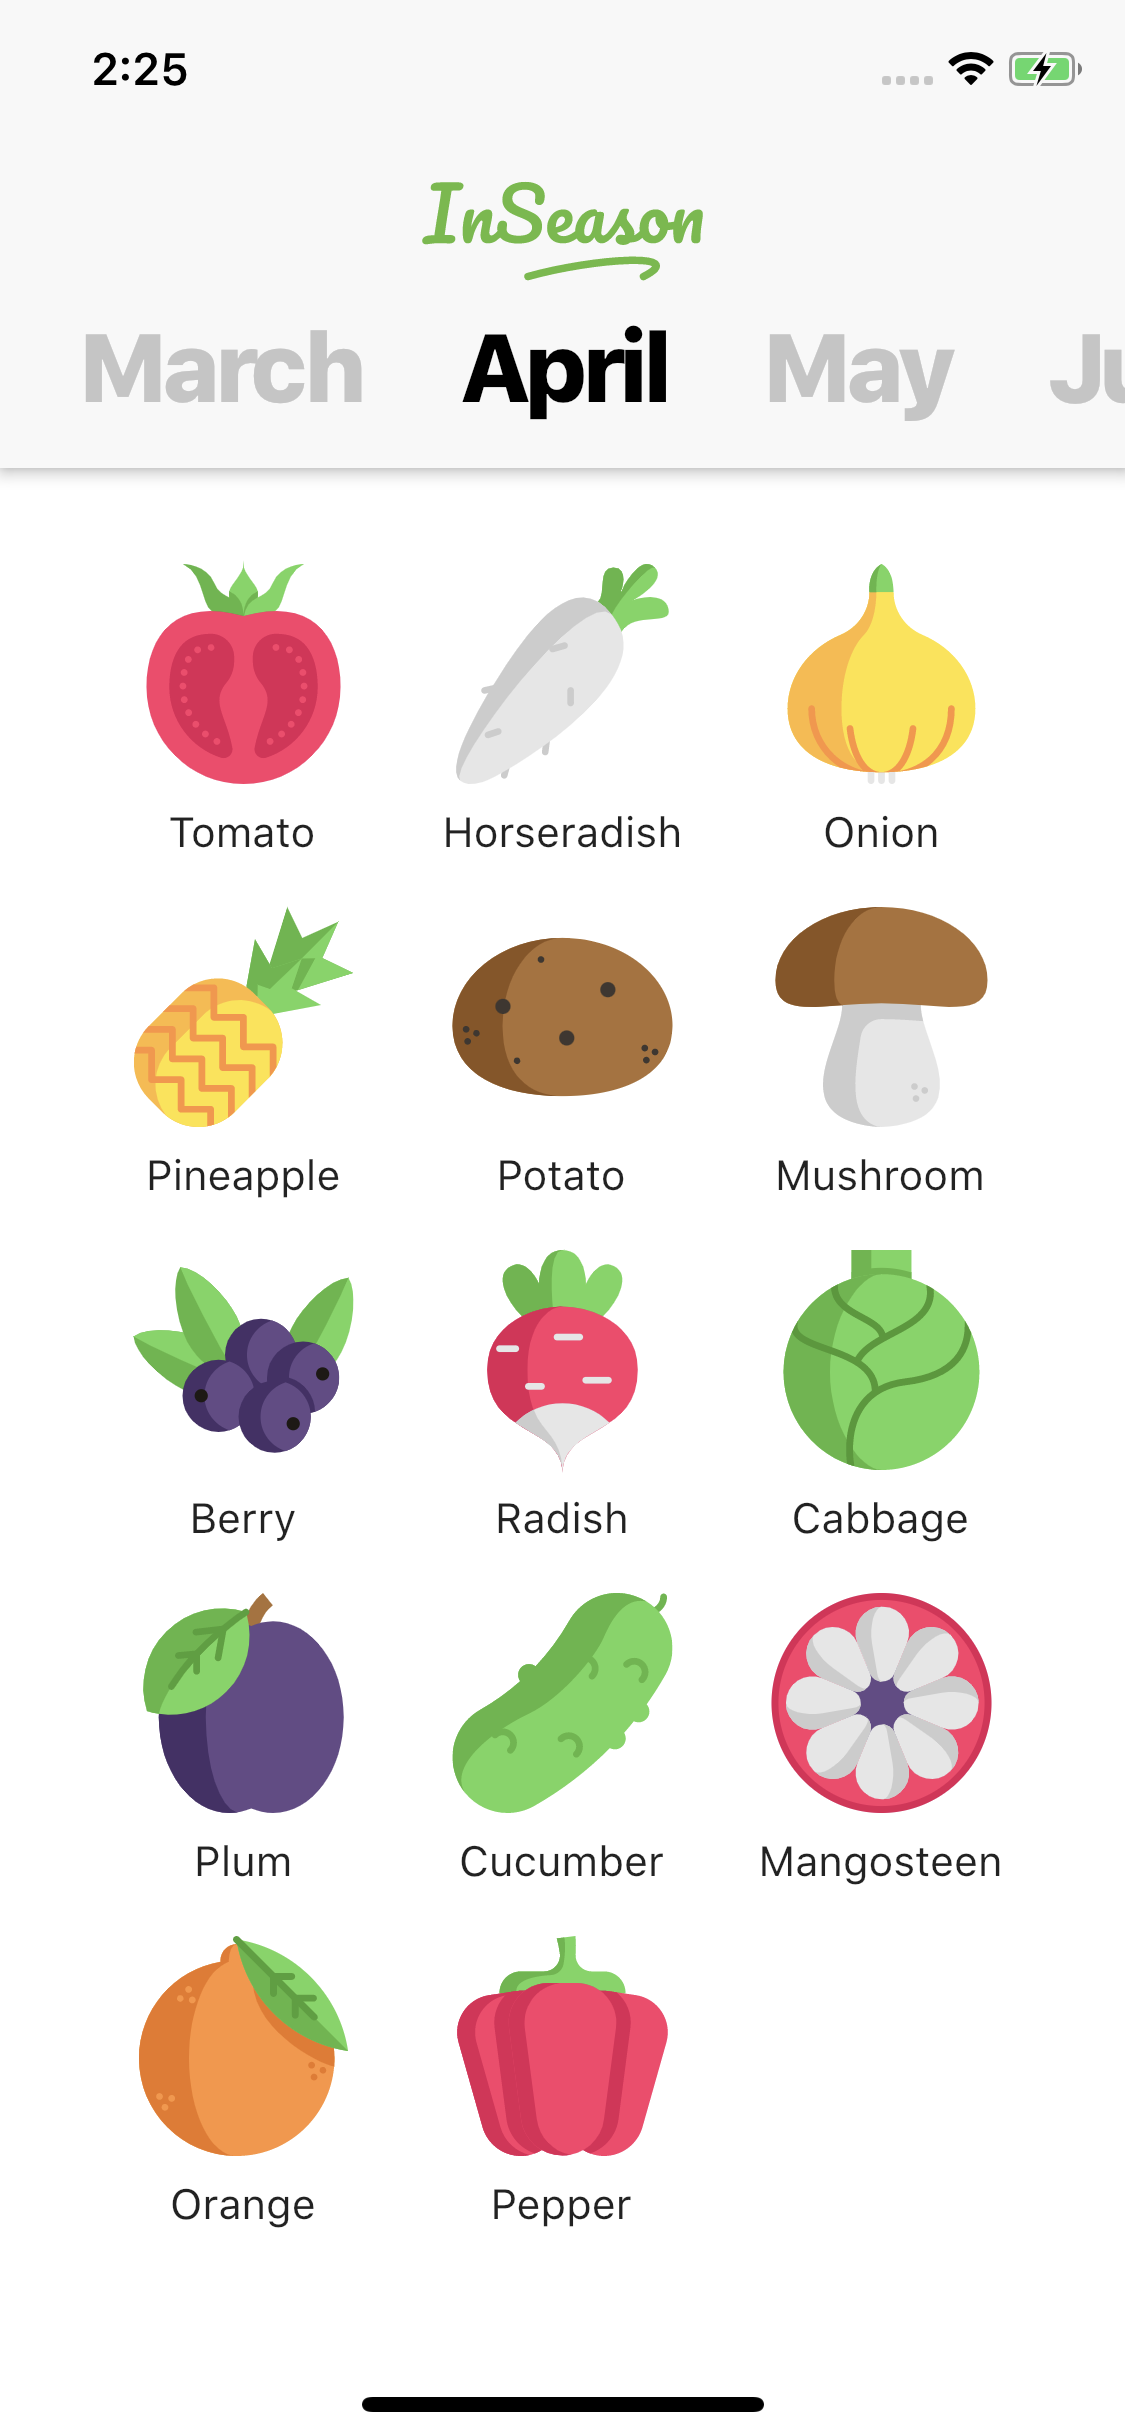 2:25
InSeason
March April May Ju
Tomato Horseradish Onion
Pineapple Potato Mushroom
Berry Radish Cabbage
Plum Cucumber Mangosteen
Orange Pepper